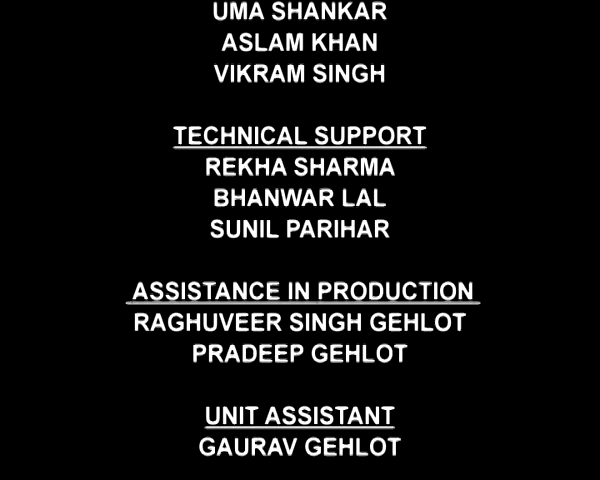 UMA SHANKAR
ASLAM KHAN
VIKRAM SINGH
TECHNICAL SUPPORT
REKHA SHARMA
BHANWAR LAL
SUNIL PARIHAR
ASSISTANCE IN PRODUCTION
RAGHUVEER SINGH GEHLOT
PRADEEP GEHLOT
UNIT ASSISTANT
GAURAV GEHLOT